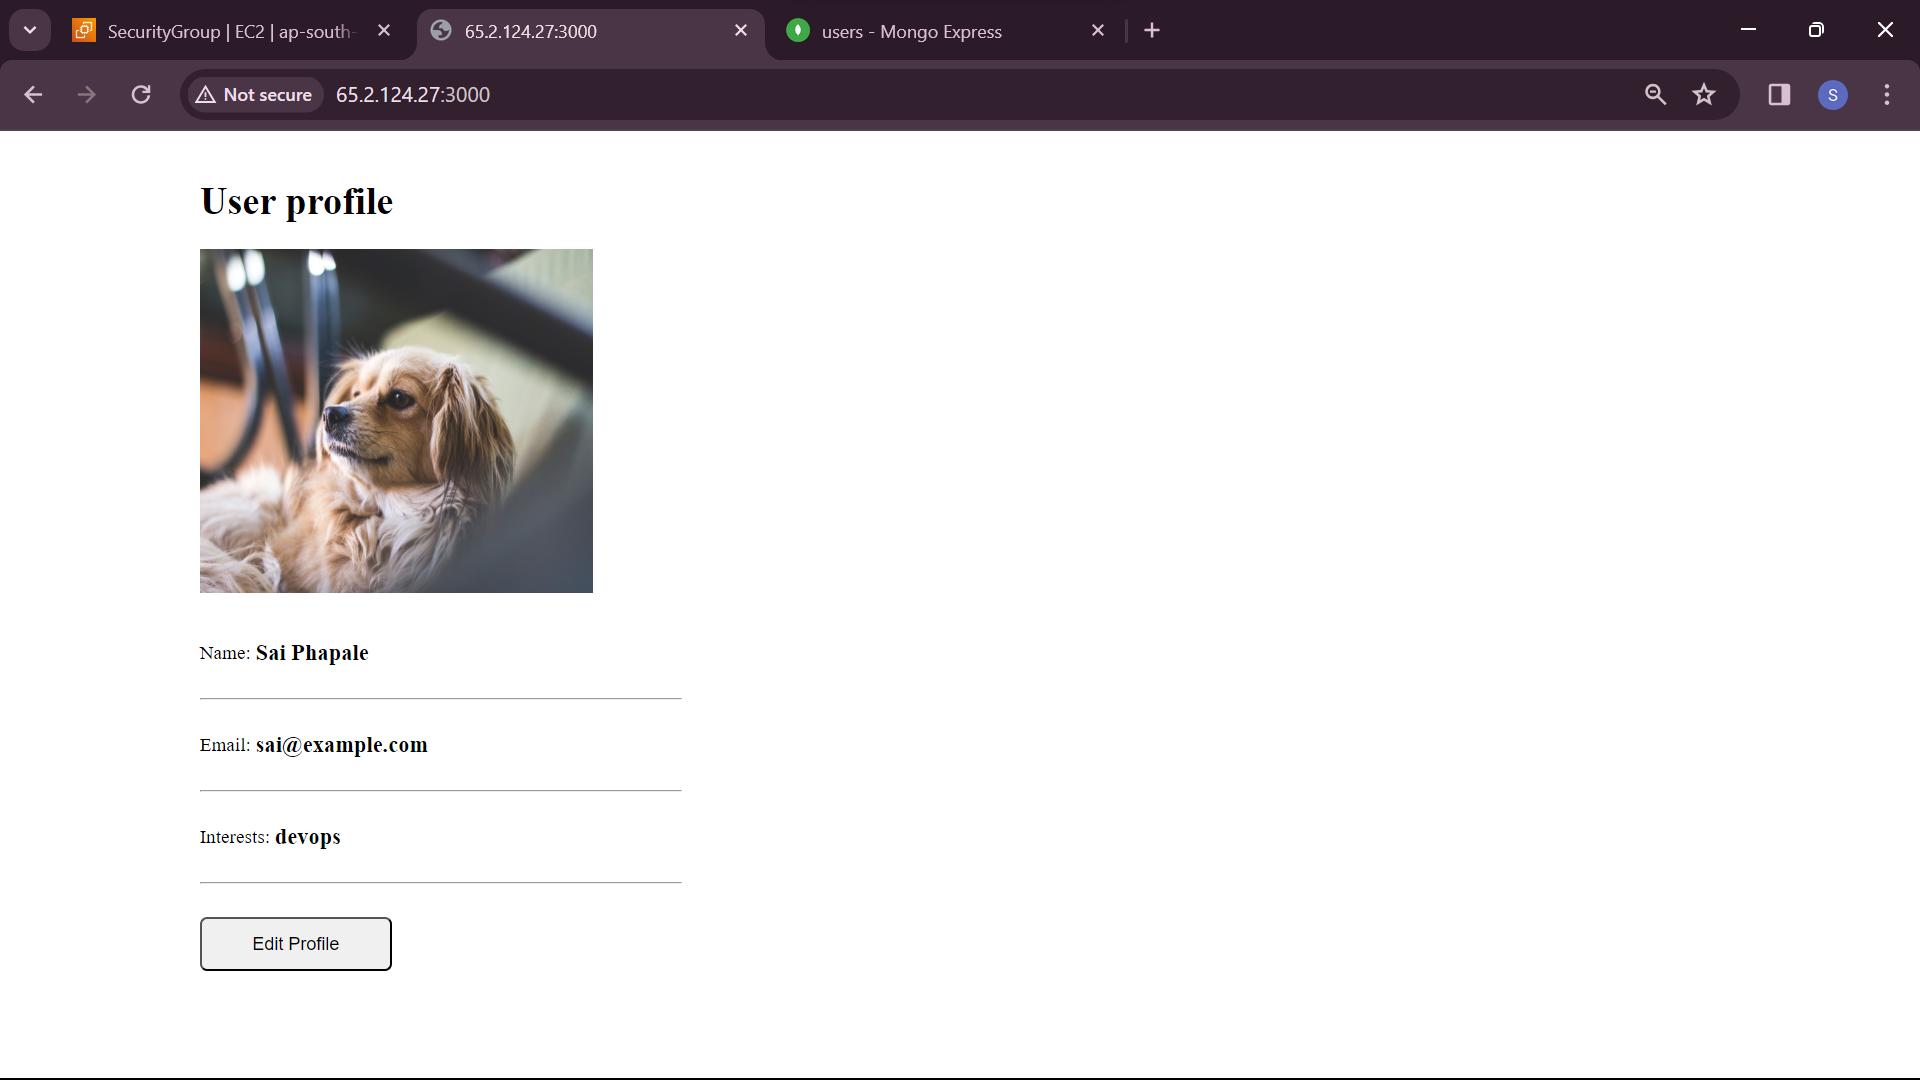 SecurityGroup | EC2 | ap-south-
65.2.124.27:3000
users - Mongo Express
Not secure
65.2.124.27:3000
S
User profile
Name: Sai Phapale
Email: sai@example.com
Interests: devops
Edit Profile